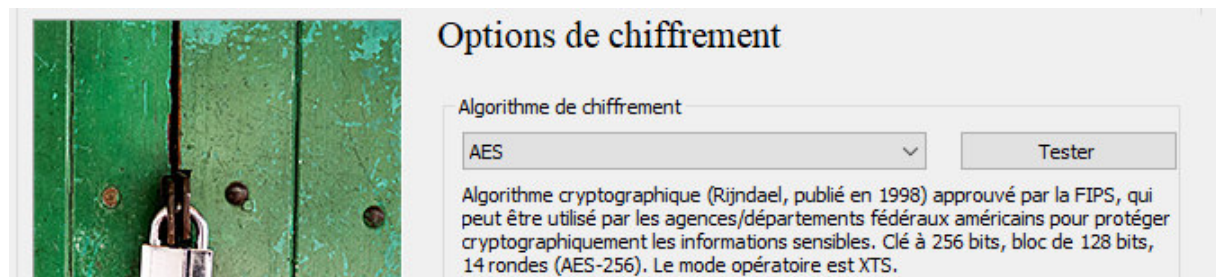 Options de chiffrement
Algorithme de chiffrement
AES
Tester
Algorithme cryptographique (Rijndael, publié en 1998) approuvé par la FIPS, qui
peut être utilisé par les agences/départements fédéraux américains pour protéger
cryptographiquement les informations sensibles. Clé à 256 bits, bloc de 128 bits,
14 rondes (AES-256). Le mode opératoire est XTS.